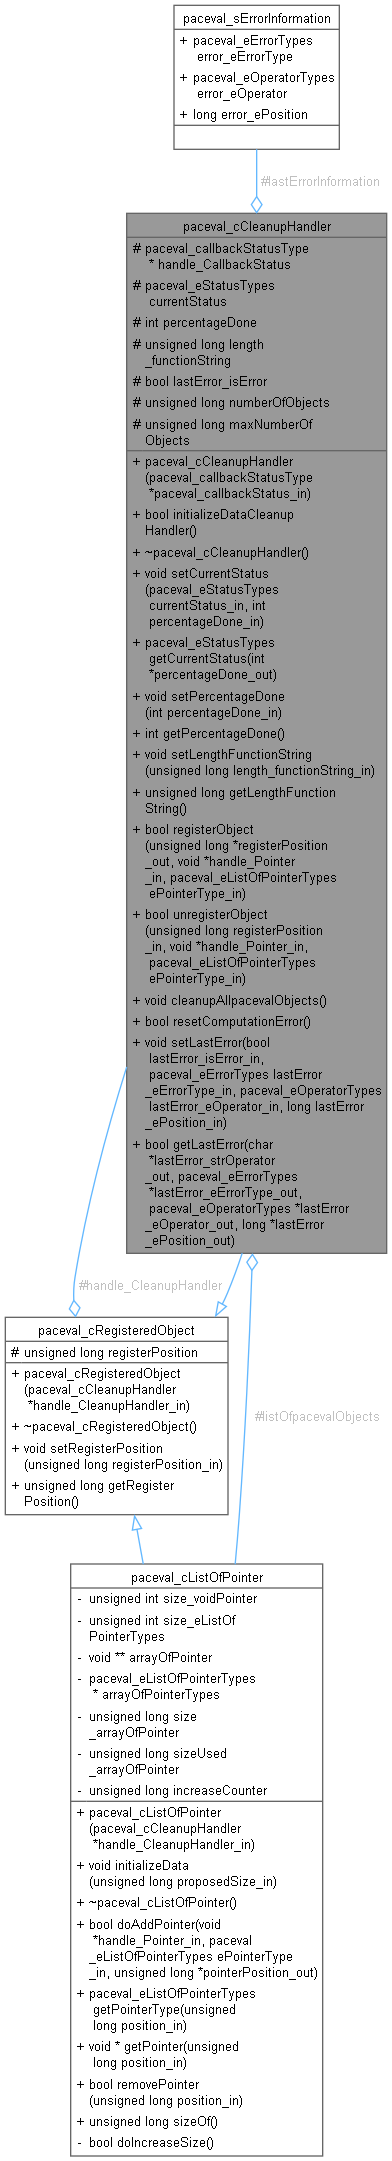 paceval_sErrorInformation
+ paceval_eErrorTypes
error_eErrorType
+ paceval_eOperatorTypes
error_eOperator
+ long error_ePosition
#lastErrorInformation
paceval_cCleanupHandler
# paceval_callbackStatusType
* handle_CallbackStatus
# paceval_eStatusTypes
currentStatus
# int percentageDone
# unsigned long length
_functionString
# bool lastError_isError
# unsigned long numberOfObjects
# unsigned long maxNumberOf
Objects
+ paceval_cCleanupHandler
(paceval_callbackStatusType
*paceval_callbackStatus_in)
+ bool initializeDataCleanup
Handler()
+ ~paceval_cCleanupHandler()
+ void setCurrentStatus
(paceval_eStatusTypes
currentStatus_in, int
percentageDone_in)
+ paceval_eStatusTypes
getCurrentStatus(int
*percentageDone_out)
+ void setPercentageDone
(int percentageDone_in)
+ int getPercentageDone()
+ void setLengthFunctionString
(unsigned long length_functionString_in)
+ unsigned long getLengthFunction
String()
+ bool registerObject
(unsigned long *registerPosition
_out, void *handle_Pointer
_in, paceval_eListOfPointerTypes
ePointerType_in)
+ bool unregisterObject
(unsigned long registerPosition
_in, void *handle_Pointer_in,
paceval_eListOfPointerTypes
ePointerType_in)
+ void cleanupAllpacevalObjects()
+ bool resetComputationError()
+ void setLastError(bool
lastError_isError_in,
paceval_eErrorTypes lastError
_eErrorType_in, paceval_eOperatorTypes
lastError_eOperator_in, long lastError
_ePosition_in)
+ bool getLastError(char
*lastError_strOperator
_out, paceval_eErrorTypes
*lastError_eErrorType_out,
paceval_eOperatorTypes *lastError
_eOperator_out, long *lastError
_ePosition_out)
#handle_CleanupHandler
paceval_cRegisteredObject
# unsigned long registerPosition
+ paceval_cRegisteredObject
(paceval_cCleanupHandler
*handle_CleanupHandler_in)
+ ~paceval_cRegisteredObject()
+ void setRegisterPosition
(unsigned long registerPosition_in)
+ unsigned long getRegister
Position()
#listOfpacevalObjects
paceval_cListOfPointer
- unsigned int size_voidPointer
- unsigned int size_eListOf
PointerTypes
- void ** arrayOfPointer
- paceval_eListOfPointerTypes
* arrayOfPointerTypes
- unsigned long size
_arrayOfPointer
- unsigned long sizeUsed
_arrayOfPointer
- unsigned long increaseCounter
+ paceval_cListOfPointer
(paceval_cCleanupHandler
*handle_CleanupHandler_in)
+ void initializeData
(unsigned long proposedSize_in)
+ ~paceval_cListOfPointer()
+ bool doAddPointer(void
*handle_Pointer_in, paceval
_eListOfPointerTypes ePointerType
_in, unsigned long *pointerPosition_out)
+ paceval_eListOfPointerTypes
getPointerType(unsigned
long position_in)
+ void * getPointer(unsigned
long position_in)
+ bool removePointer
(unsigned long position_in)
+ unsigned long sizeOf()
- bool doIncreaseSize()